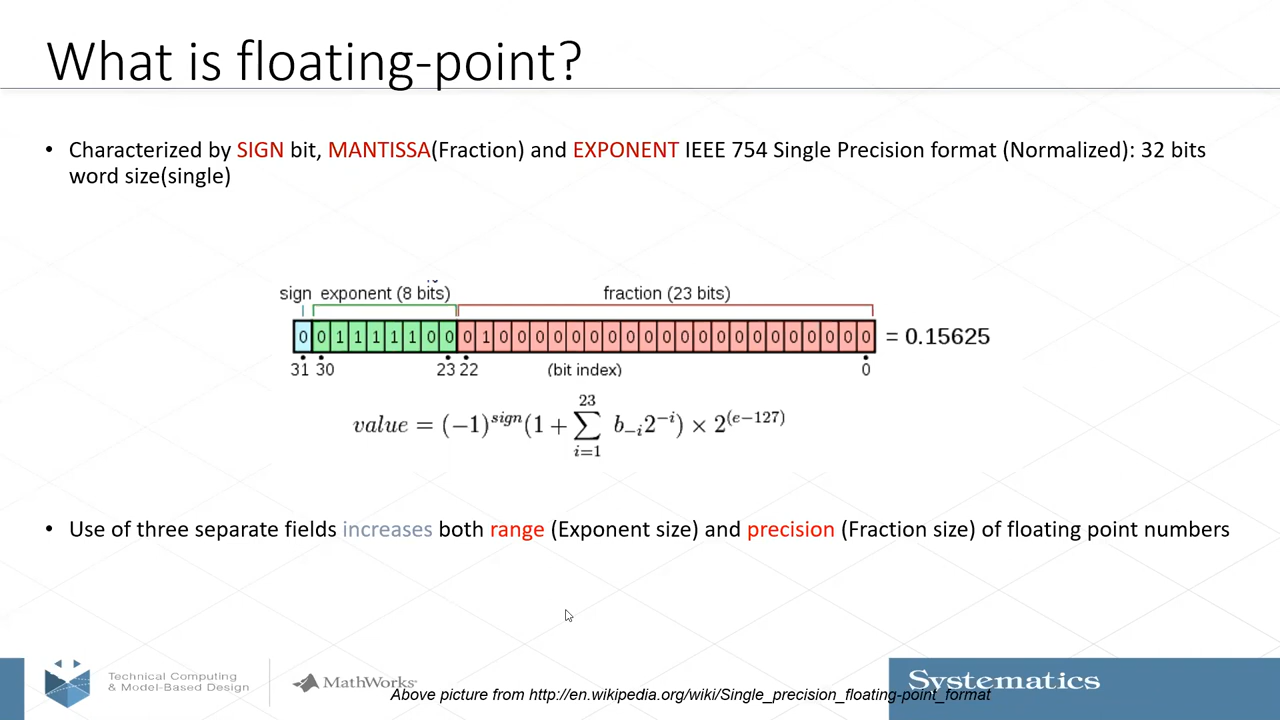 What is floating-point?
• Characterized by SIGN bit, MANTISSA(Fraction) and EXPONENT IEEE 754 Single Precision format (Normalized): 32 bits
word size(single)
sign exponent (8 bits) fraction (23 bits)
0 0 1 1 1 1 1 0 0 0 1 0 0 0 0 0 0 0 0 0 0 0 0 0 0 0 0 0 0 0 0 0 = 0.15625
31 30 23 22 (bit index) 0
value = (−1)^sign(1 + ∑_{i=1}^{23} b_{−i}2^{−i}) × 2^{(e−127)}
• Use of three separate fields increases both range (Exponent size) and precision (Fraction size) of floating point numbers
Technical Computing
& Model-Based Design
MathWorks
Systematics
Above picture from http://en.wikipedia.org/wiki/Single_precision_floating-point_format